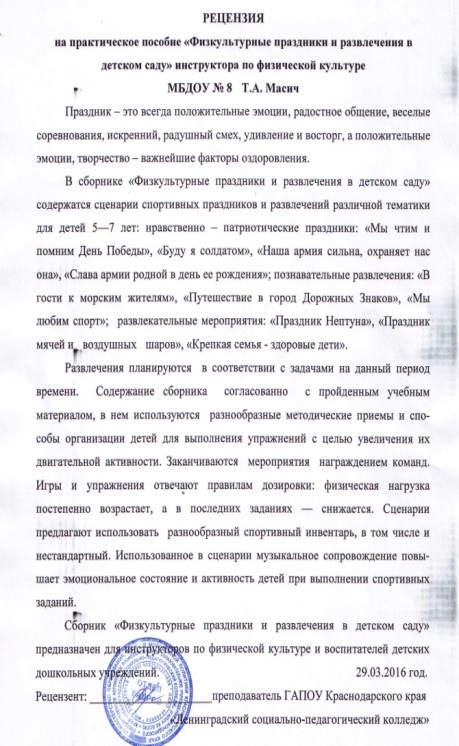 РЕЦЕНЗИЯ
на практическое пособие «Физкультурные праздники и развлечения в
детском саду» инструктора по физической культуре
МБДОУ № 8 Т.А. Масич
Праздник – это всегда положительные эмоции, радостное общение, веселые
соревнования, искренний, радушный смех, удивление и восторг, а положительные
эмоции, творчество – важнейшие факторы оздоровления.
В сборнике «Физкультурные праздники и развлечения в детском саду»
содержатся сценарии спортивных праздников и развлечений различной тематики
для детей 5—7 лет: нравственно – патриотические праздники: «Мы чтим и
помним День Победы», «Буду я солдатом», «Наша армия сильна, охраняет нас
она», «Слава армии родной в день ее рождения»; познавательные развлечения: «В
гости к морским жителям», «Путешествие в город Дорожных Знаков», «Мы
любим спорт»; развлекательные мероприятия: «Праздник Нептуна», «Праздник
мячей и воздушных шаров», «Крепкая семья - здоровые дети».
Развлечения планируются в соответствии с задачами на данный период
времени. Содержание сборника согласованно с пройденным учебным
материалом, в нем используются разнообразные методические приемы и спо-
собы организации детей для выполнения упражнений с целью увеличения их
двигательной активности. Заканчиваются мероприятия награждением команд.
Игры и упражнения отвечают правилам дозировки: физическая нагрузка
постепенно возрастает, а в последних заданиях — снижается. Сценарии
предлагают использовать разнообразный спортивный инвентарь, в том числе и
нестандартный. Использованное в сценарии музыкальное сопровождение повы-
шает эмоциональное состояние и активность детей при выполнении спортивных
заданий.
Сборник «Физкультурные праздники и развлечения в детском саду»
предназначен для инструкторов по физической культуре и воспитателей детских
дошкольных учреждений. 29.03.2016 год.
Рецензент: преподаватель ГАПОУ Краснодарского края
«Ленинградский социально-педагогический колледж»